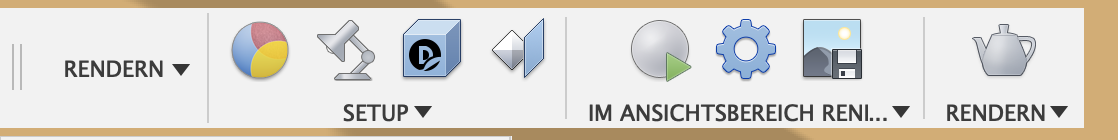 RENDERN
SETUP
IM ANSICHTSBEREICH RENI...
RENDERN